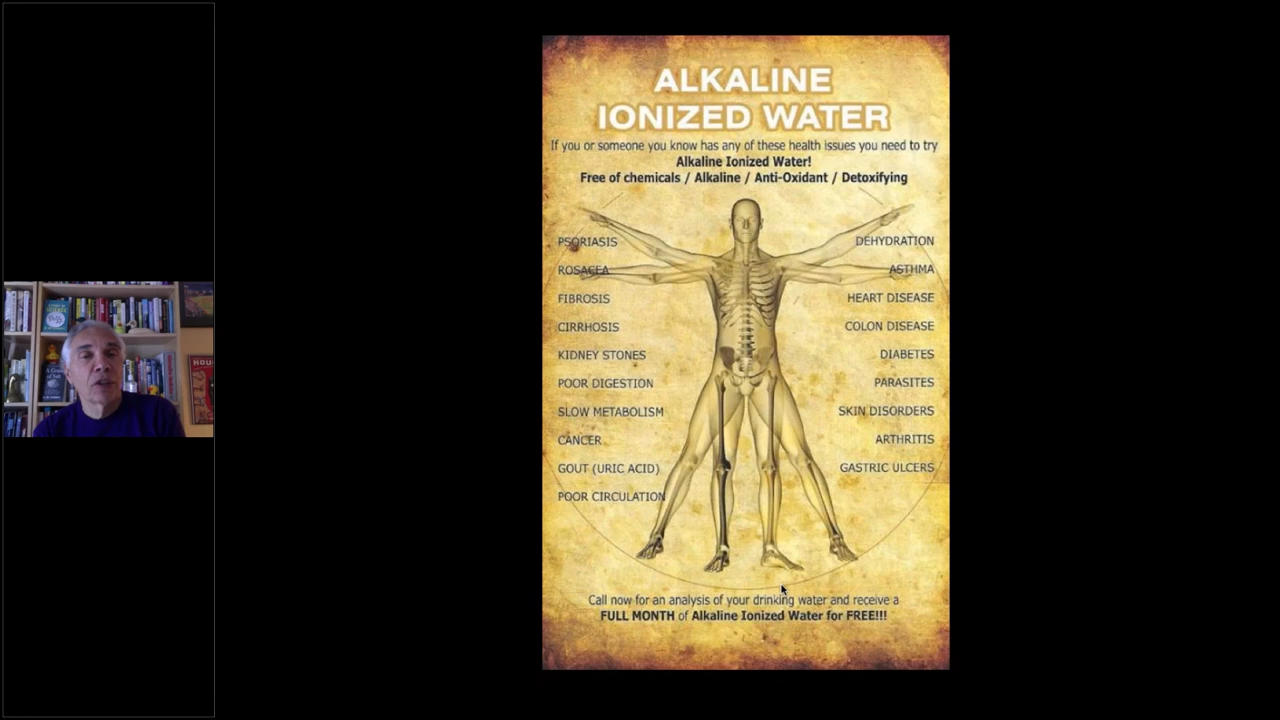 ALKALINE
IONIZED WATER
If you or someone you know has any of these health issues you need to try
Alkaline Ionized Water!
Free of chemicals / Alkaline / Anti-Oxidant / Detoxifying
PSORIASIS
ROSACEA
FIBROSIS
CIRRHOSIS
KIDNEY STONES
POOR DIGESTION
SLOW METABOLISM
CANCER
GOUT (URIC ACID)
POOR CIRCULATION
DEHYDRATION
ASTHMA
HEART DISEASE
COLON DISEASE
DIABETES
PARASITES
SKIN DISORDERS
ARTHRITIS
GASTRIC ULCERS
Call now for an analysis of your drinking water and receive a
FULL MONTH of Alkaline Ionized Water for FREE!!!